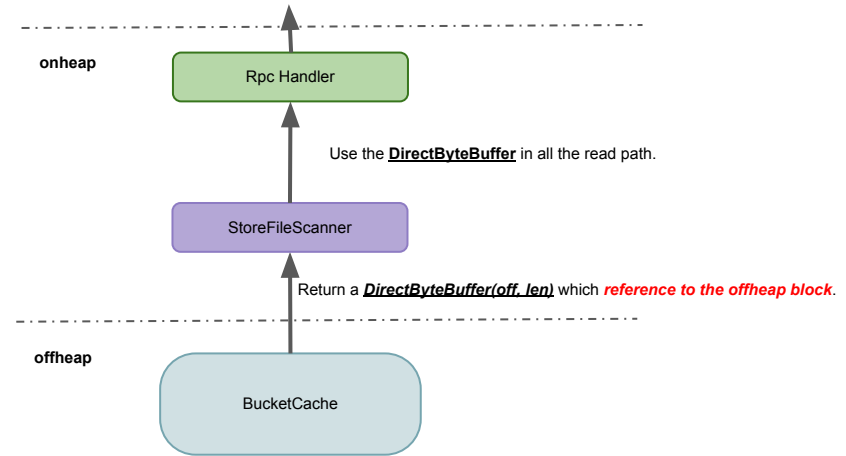 onheap
Rpc Handler
Use the DirectByteBuffer in all the read path.
StoreFileScanner
Return a DirectByteBuffer(off, len) which reference to the offheap block.
offheap
BucketCache